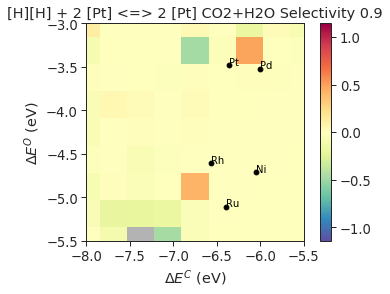 [H][H] + 2 [Pt] <=> 2 [Pt] CO2+H2O Selectivity 0.9
−3.0
−3.5
−4.0
−4.5
−5.0
−5.5
−8.0 −7.5 −7.0 −6.5 −6.0 −5.5
ΔE^O (eV)
ΔE^C (eV)
Pt
Pd
Rh
Ni
Ru
1.0
0.5
0.0
−0.5
−1.0